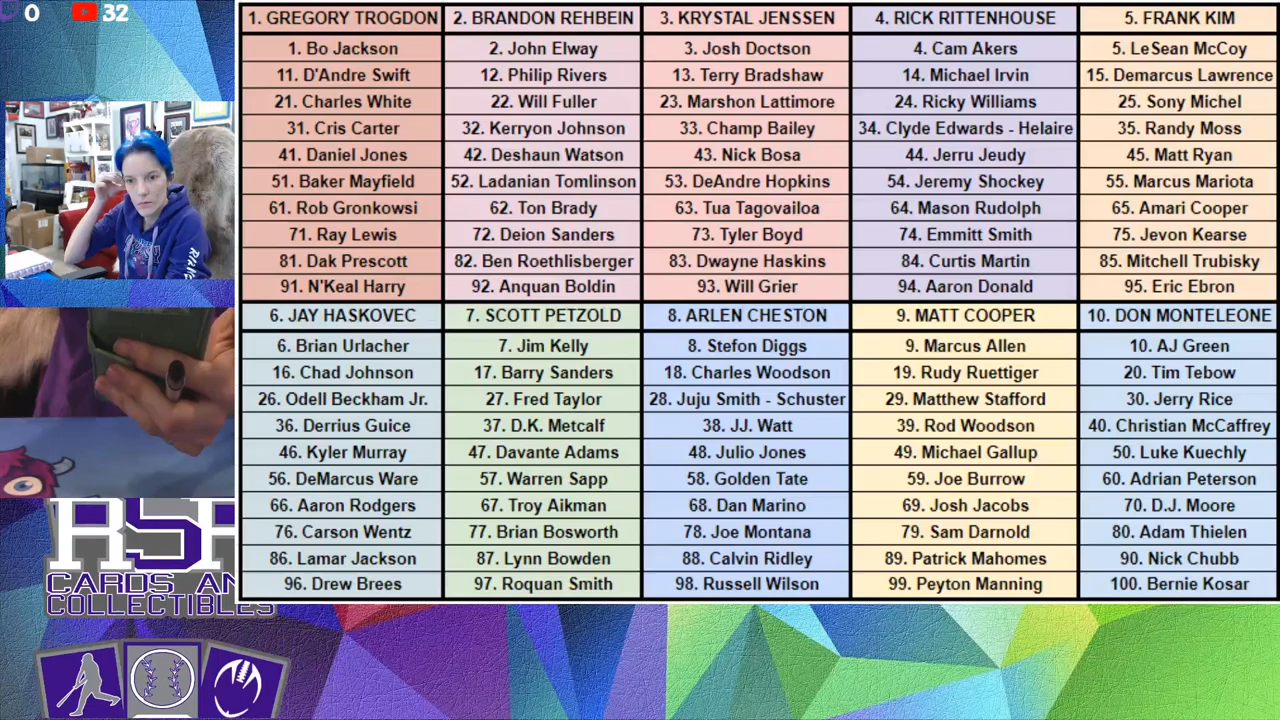 0 32
1. GREGORY TROGDON 2. BRANDON REHBEIN 3. KRYSTAL JENSSEN 4. RICK RITTENHOUSE 5. FRANK KIM
1. Bo Jackson 2. John Elway 3. Josh Doctson 4. Cam Akers 5. LeSean McCoy
11. D'Andre Swift 12. Philip Rivers 13. Terry Bradshaw 14. Michael Irvin 15. Demarcus Lawrence
21. Charles White 22. Will Fuller 23. Marshon Lattimore 24. Ricky Williams 25. Sony Michel
31. Cris Carter 32. Kerryon Johnson 33. Champ Bailey 34. Clyde Edwards - Helaire 35. Randy Moss
41. Daniel Jones 42. Deshaun Watson 43. Nick Bosa 44. Jerru Jeudy 45. Matt Ryan
51. Baker Mayfield 52. Ladanian Tomlinson 53. DeAndre Hopkins 54. Jeremy Shockey 55. Marcus Mariota
61. Rob Gronkowsi 62. Ton Brady 63. Tua Tagovailoa 64. Mason Rudolph 65. Amari Cooper
71. Ray Lewis 72. Deion Sanders 73. Tyler Boyd 74. Emmitt Smith 75. Jevon Kearse
81. Dak Prescott 82. Ben Roethlisberger 83. Dwayne Haskins 84. Curtis Martin 85. Mitchell Trubisky
91. N'Keal Harry 92. Anquan Boldin 93. Will Grier 94. Aaron Donald 95. Eric Ebron
6. JAY HASKOVEC 7. SCOTT PETZOLD 8. ARLEN CHESTON 9. MATT COOPER 10. DON MONTELEONE
6. Brian Urlacher 7. Jim Kelly 8. Stefon Diggs 9. Marcus Allen 10. AJ Green
16. Chad Johnson 17. Barry Sanders 18. Charles Woodson 19. Rudy Ruettiger 20. Tim Tebow
26. Odell Beckham Jr. 27. Fred Taylor 28. Juju Smith - Schuster 29. Matthew Stafford 30. Jerry Rice
36. Derrius Guice 37. D.K. Metcalf 38. JJ. Watt 39. Rod Woodson 40. Christian McCaffrey
46. Kyler Murray 47. Davante Adams 48. Julio Jones 49. Michael Gallup 50. Luke Kuechly
56. DeMarcus Ware 57. Warren Sapp 58. Golden Tate 59. Joe Burrow 60. Adrian Peterson
66. Aaron Rodgers 67. Troy Aikman 68. Dan Marino 69. Josh Jacobs 70. D.J. Moore
76. Carson Wentz 77. Brian Bosworth 78. Joe Montana 79. Sam Darnold 80. Adam Thielen
86. Lamar Jackson 87. Lynn Bowden 88. Calvin Ridley 89. Patrick Mahomes 90. Nick Chubb
96. Drew Brees 97. Roquan Smith 98. Russell Wilson 99. Peyton Manning 100. Bernie Kosar
RSR
CARDS AN
COLLECTIBLES